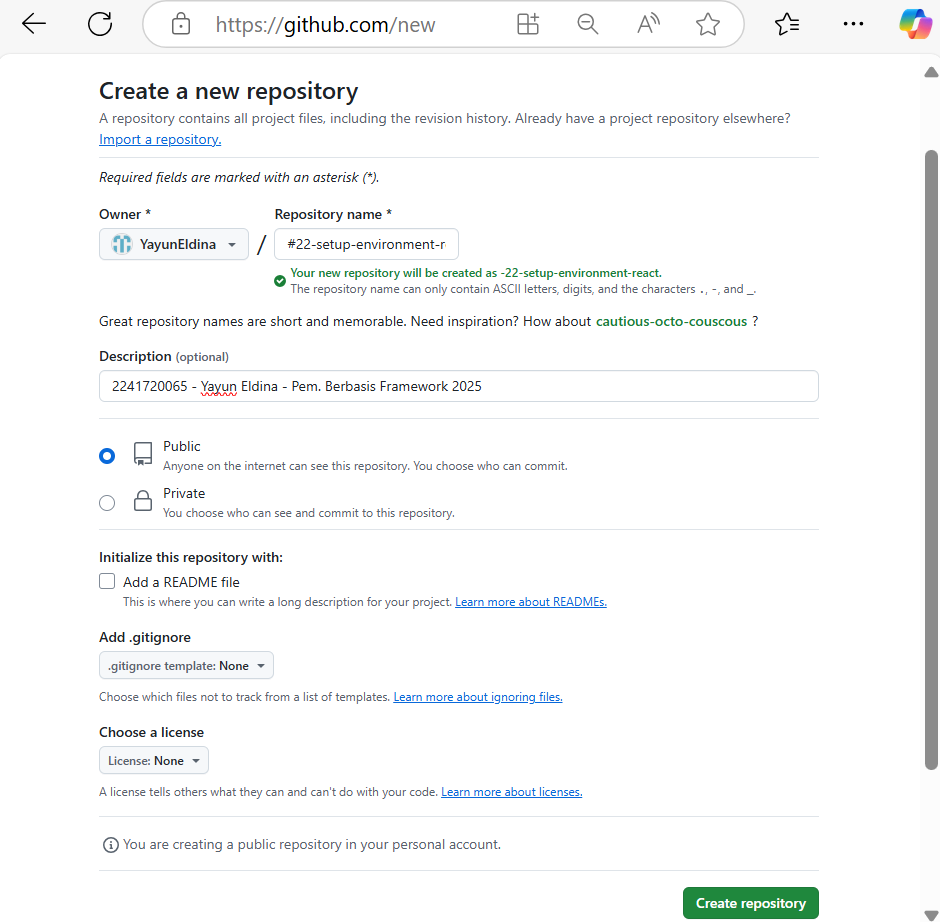 https://github.com/new
Create a new repository
A repository contains all project files, including the revision history. Already have a project repository elsewhere?
Import a repository.
Required fields are marked with an asterisk (*).
Owner *
Repository name *
YayunEldina
/
#22-setup-environment-r
Your new repository will be created as -22-setup-environment-react.
The repository name can only contain ASCII letters, digits, and the characters ., -, and _.
Great repository names are short and memorable. Need inspiration? How about cautious-octo-couscous ?
Description (optional)
2241720065 - Yayun Eldina - Pem. Berbasis Framework 2025
Public
Anyone on the internet can see this repository. You choose who can commit.
Private
You choose who can see and commit to this repository.
Initialize this repository with:
Add a README file
This is where you can write a long description for your project. Learn more about READMEs.
Add .gitignore
.gitignore template: None
Choose which files not to track from a list of templates. Learn more about ignoring files.
Choose a license
License: None
A license tells others what they can and can't do with your code. Learn more about licenses.
You are creating a public repository in your personal account.
Create repository